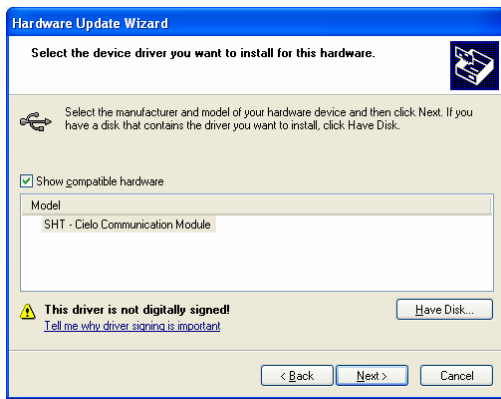 Hardware Update Wizard
Select the device driver you want to install for this hardware.
Select the manufacturer and model of your hardware device and then click Next. If you
have a disk that contains the driver you want to install, click Have Disk.
Show compatible hardware
Model
SHT - Cielo Communication Module
This driver is not digitally signed!
Have Disk...
Tell me why driver signing is important
< Back
Next >
Cancel